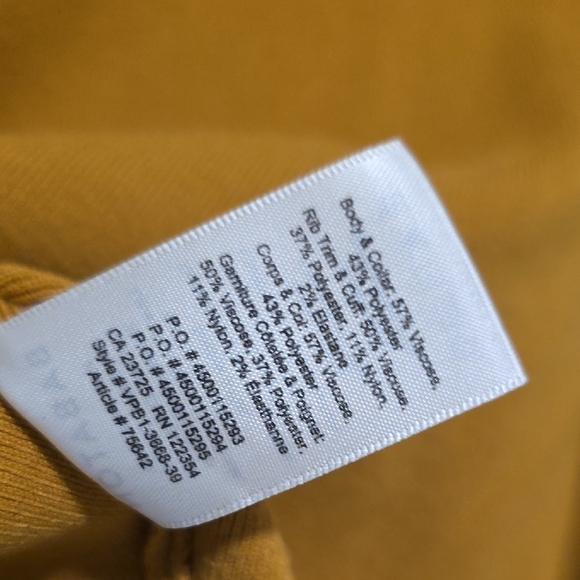 Body & Collar: 57% Viscose,
43% Polyester
Rib Trim & Cuff: 50% Viscose,
37% Polyester, 11% Nylon,
2% Elastane
Corps & Col: 57% Viscose,
43% Polyester
Garniture Côtelée & Poignet:
50% Viscose, 37% Polyester,
11% Nylon, 2% Élasthanne
P.O. # 4500115293
P.O. # 4500115294
P.O. # 4500115295
CA 23725 RN 122354
Style # VPB1-3668-39
Article # 75642